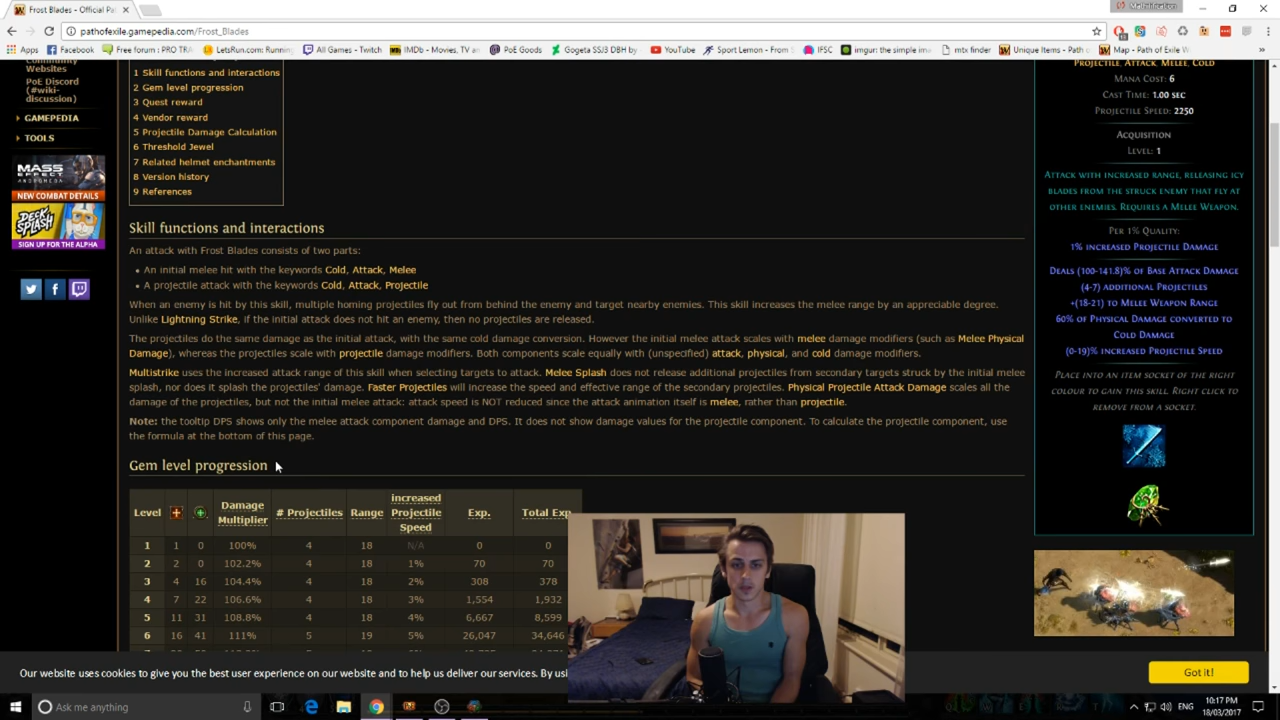 Frost Blades - Official Pa
Mathilification
pathofexile.gamepedia.com/Frost_Blades
Apps Facebook Free forum : PRO TRA LetsRun.com: Running All Games - Twitch IMDb - Movies, TV an PoE Goods Gogeta SSJ3 DBH by YouTube Sport Lemon - From S IFSC imgur: the simple ima mtx finder Unique Items - Path o Map - Path of Exile W
Community
Websites
PoE Discord
(#wiki-
discussion)
GAMEPEDIA
TOOLS
MASS
EFFECT
ANDROMEDA
NEW COMBAT DETAILS
DECK
SPLASH
SIGN UP FOR THE ALPHA
1 Skill functions and interactions
2 Gem level progression
3 Quest reward
4 Vendor reward
5 Projectile Damage Calculation
6 Threshold Jewel
7 Related helmet enchantments
8 Version history
9 References
Skill functions and interactions
An attack with Frost Blades consists of two parts:
• An initial melee hit with the keywords Cold, Attack, Melee
• A projectile attack with the keywords Cold, Attack, Projectile
When an enemy is hit by this skill, multiple homing projectiles fly out from behind the enemy and target nearby enemies. This skill increases the melee range by an appreciable degree.
Unlike Lightning Strike, if the initial attack does not hit an enemy, then no projectiles are released.
The projectiles do the same damage as the initial attack, with the same cold damage conversion. However the initial melee attack scales with melee damage modifiers (such as Melee Physical
Damage), whereas the projectiles scale with projectile damage modifiers. Both components scale equally with (unspecified) attack, physical, and cold damage modifiers.
Multistrike uses the increased attack range of this skill when selecting targets to attack. Melee Splash does not release additional projectiles from secondary targets struck by the initial melee
splash, nor does it splash the projectiles' damage. Faster Projectiles will increase the speed and effective range of the secondary projectiles. Physical Projectile Attack Damage scales all the
damage of the projectiles, but not the initial melee attack: attack speed is NOT reduced since the attack animation itself is melee, rather than projectile.
Note: the tooltip DPS shows only the melee attack component damage and DPS. It does not show damage values for the projectile component. To calculate the projectile component, use
the formula at the bottom of this page.
Gem level progression
Level Damage Multiplier # Projectiles Range increased Projectile Speed Exp. Total Exp
1 1 0 100% 4 18 N/A 0 0
2 2 0 102.2% 4 18 1% 70 70
3 4 16 104.4% 4 18 2% 308 378
4 7 22 106.6% 4 18 3% 1,554 1,932
5 11 31 108.8% 4 18 4% 6,667 8,599
6 16 41 111% 5 19 5% 26,047 34,646
PROJECTILE, ATTACK, MELEE, COLD
MANA COST: 6
CAST TIME: 1.00 SEC
PROJECTILE SPEED: 2250
ACQUISITION
LEVEL: 1
ATTACK WITH INCREASED RANGE, RELEASING ICY
BLADES FROM THE STRUCK ENEMY THAT FLY AT
OTHER ENEMIES. REQUIRES A MELEE WEAPON.
PER 1% QUALITY:
1% INCREASED PROJECTILE DAMAGE
DEALS (100-141.8)% OF BASE ATTACK DAMAGE
(4-7) ADDITIONAL PROJECTILES
+(18-21) TO MELEE WEAPON RANGE
60% OF PHYSICAL DAMAGE CONVERTED TO
COLD DAMAGE
(0-19)% INCREASED PROJECTILE SPEED
PLACE INTO AN ITEM SOCKET OF THE RIGHT
COLOUR TO GAIN THIS SKILL. RIGHT CLICK TO
REMOVE FROM A SOCKET.
Our website uses cookies to give you the best user experience on our website and to help us deliver our services. By usi
Got it!
Ask me anything
ENG
10:17 PM
18/03/2017